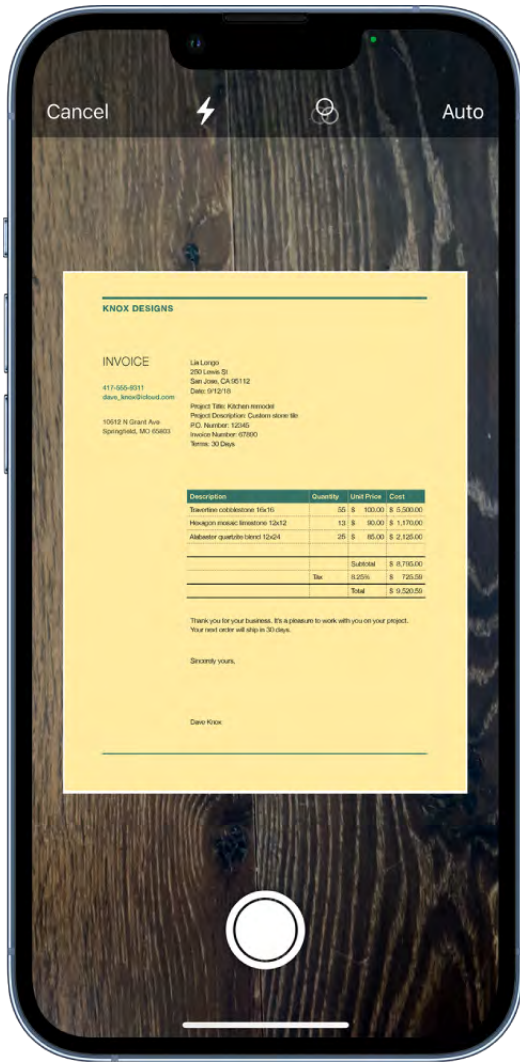 Cancel
Auto
KNOX DESIGNS
INVOICE
417-555-9311
dave_knox@icloud.com
10612 N Grant Ave
Springfield, MO 65803
Lia Longo
250 Lewis St
San Jose, CA 95112
Date: 9/12/18
Project Title: Kitchen remodel
Project Description: Custom stone tile
P.O. Number: 12345
Invoice Number: 67890
Terms: 30 Days
Description Quantity Unit Price Cost
Travertine cobblestone 16x16 55 $ 100.00 $ 5,500.00
Hexagon mosaic limestone 12x12 13 $ 90.00 $ 1,170.00
Alabaster quartzite blend 12x24 25 $ 85.00 $ 2,125.00
Subtotal $ 8,795.00
Tax 8.25% $ 725.59
Total $ 9,520.59
Thank you for your business. It's a pleasure to work with you on your project.
Your next order will ship in 30 days.
Sincerely yours,
Dave Knox